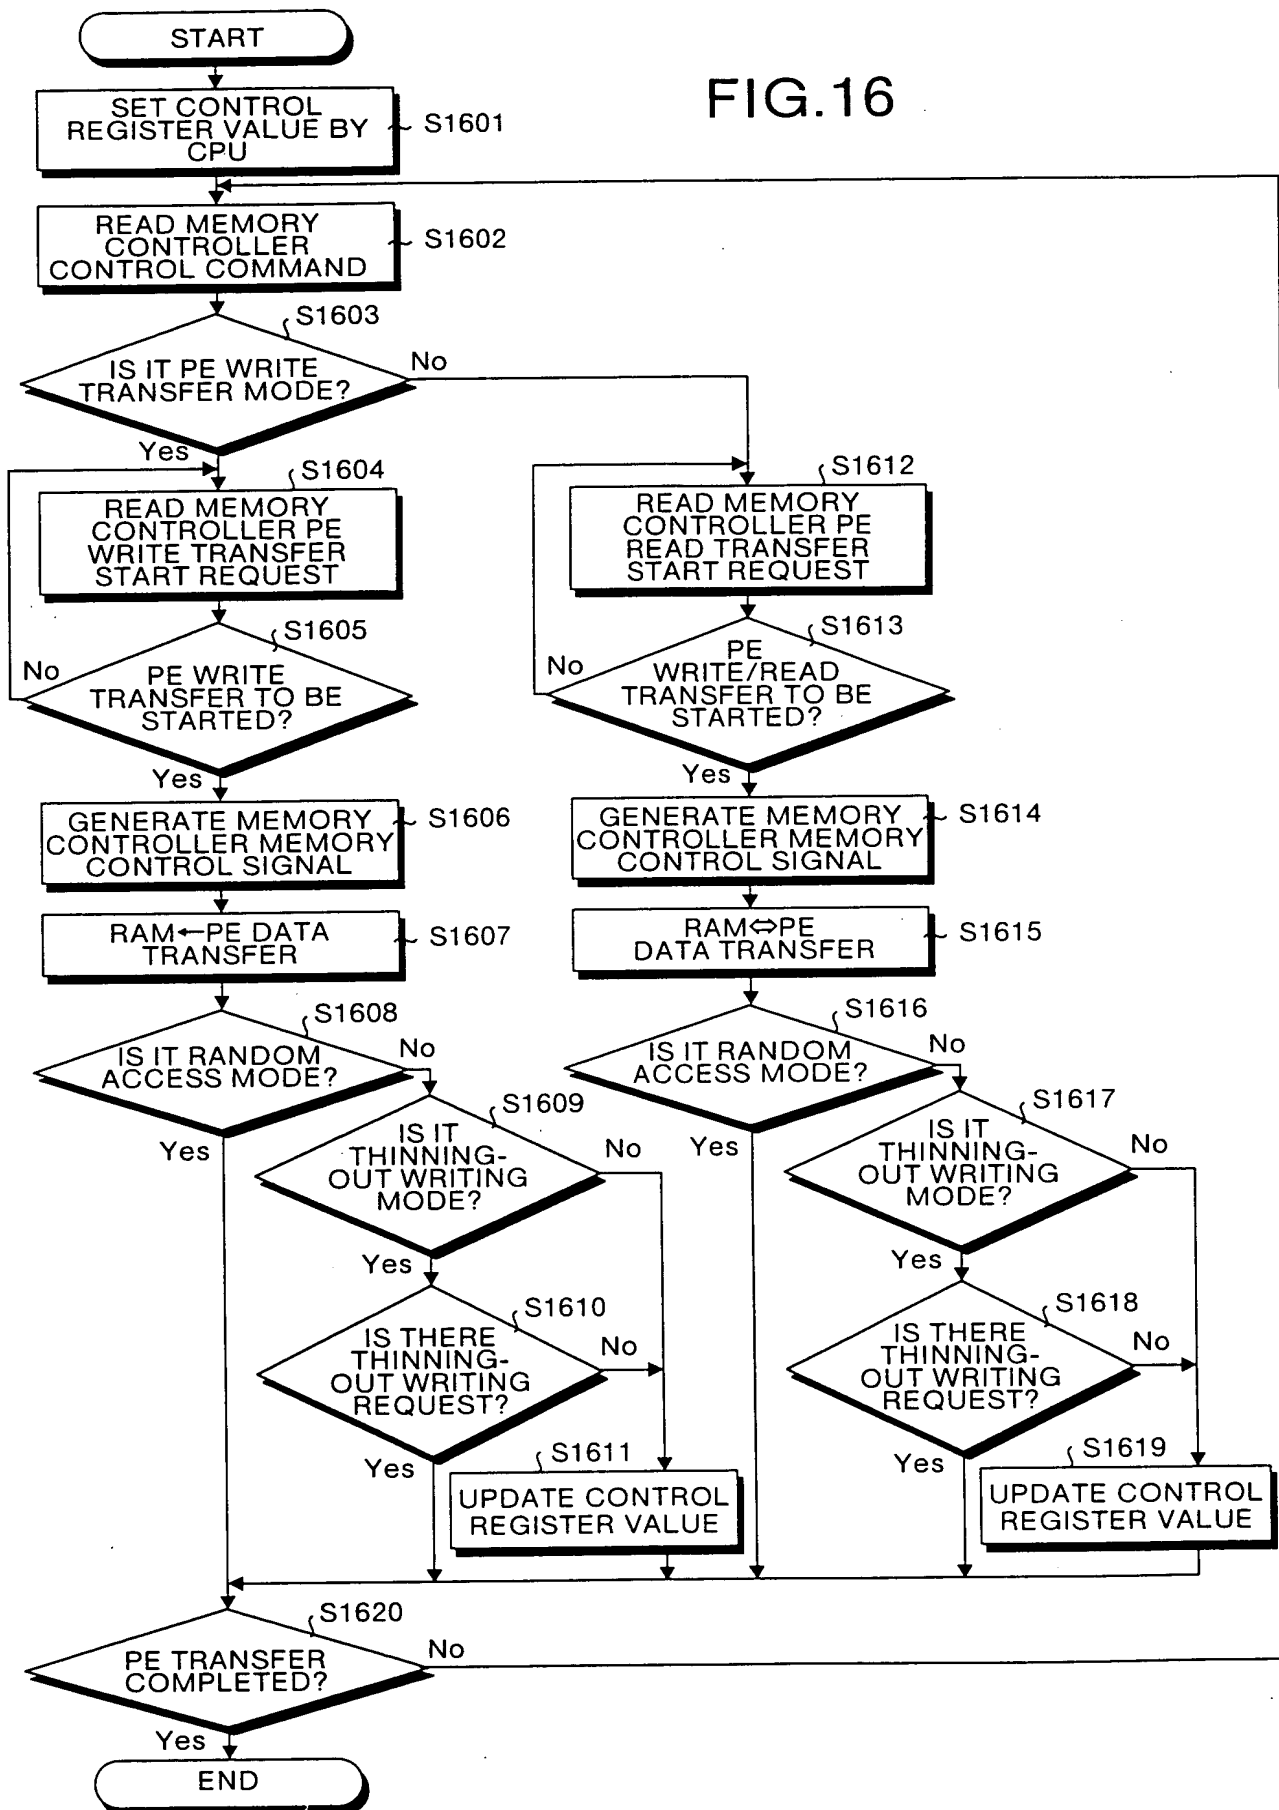 START
FIG.16
SET CONTROL
REGISTER VALUE BY
CPU
S1601
READ MEMORY
CONTROLLER
CONTROL COMMAND
S1602
S1603
IS IT PE WRITE
TRANSFER MODE?
No
Yes
S1604
READ MEMORY
CONTROLLER PE
WRITE TRANSFER
START REQUEST
S1605
No
PE WRITE
TRANSFER TO BE
STARTED?
Yes
GENERATE MEMORY
CONTROLLER MEMORY
CONTROL SIGNAL
S1606
RAM←PE DATA
TRANSFER
S1607
S1608
IS IT RANDOM
ACCESS MODE?
No
Yes
S1609
IS IT
THINNING-
OUT WRITING
MODE?
No
Yes
S1610
IS THERE
THINNING-
OUT WRITING
REQUEST?
No
Yes
S1611
UPDATE CONTROL
REGISTER VALUE
S1612
READ MEMORY
CONTROLLER PE
READ TRANSFER
START REQUEST
S1613
No
PE
WRITE/READ
TRANSFER TO BE
STARTED?
Yes
GENERATE MEMORY
CONTROLLER MEMORY
CONTROL SIGNAL
S1614
RAM⇔PE
DATA TRANSFER
S1615
S1616
IS IT RANDOM
ACCESS MODE?
No
Yes
S1617
IS IT
THINNING-
OUT WRITING
MODE?
No
Yes
S1618
IS THERE
THINNING-
OUT WRITING
REQUEST?
No
Yes
S1619
UPDATE CONTROL
REGISTER VALUE
S1620
PE TRANSFER
COMPLETED?
No
Yes
END